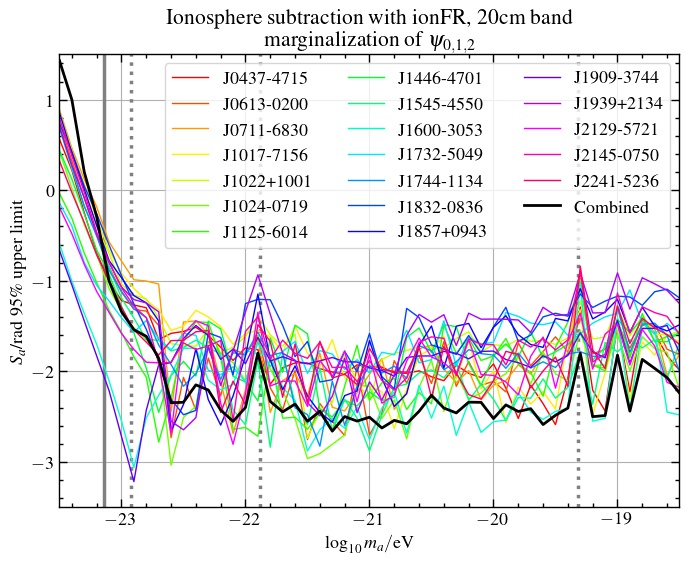 Ionosphere subtraction with ionFR, 20cm band
marginalization of ψ0,1,2
J0437-4715
J0613-0200
J0711-6830
J1017-7156
J1022+1001
J1024-0719
J1125-6014
J1446-4701
J1545-4550
J1600-3053
J1732-5049
J1744-1134
J1832-0836
J1857+0943
J1909-3744
J1939+2134
J2129-5721
J2145-0750
J2241-5236
Combined
Sa/rad 95% upper limit
1
0
−1
−2
−3
−23
−22
−21
−20
−19
log10 ma/eV